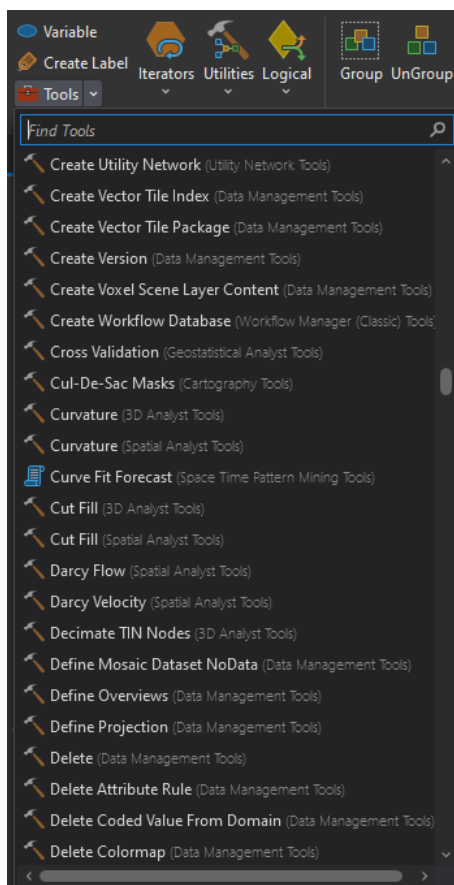 Variable
Create Label
Tools
Iterators Utilities Logical Group UnGroup
Find Tools
Create Utility Network (Utility Network Tools)
Create Vector Tile Index (Data Management Tools)
Create Vector Tile Package (Data Management Tools)
Create Version (Data Management Tools)
Create Voxel Scene Layer Content (Data Management Tools)
Create Workflow Database (Workflow Manager (Classic) Tools)
Cross Validation (Geostatistical Analyst Tools)
Cul-De-Sac Masks (Cartography Tools)
Curvature (3D Analyst Tools)
Curvature (Spatial Analyst Tools)
Curve Fit Forecast (Space Time Pattern Mining Tools)
Cut Fill (3D Analyst Tools)
Cut Fill (Spatial Analyst Tools)
Darcy Flow (Spatial Analyst Tools)
Darcy Velocity (Spatial Analyst Tools)
Decimate TIN Nodes (3D Analyst Tools)
Define Mosaic Dataset NoData (Data Management Tools)
Define Overviews (Data Management Tools)
Define Projection (Data Management Tools)
Delete (Data Management Tools)
Delete Attribute Rule (Data Management Tools)
Delete Coded Value From Domain (Data Management Tools)
Delete Colormap (Data Management Tools)